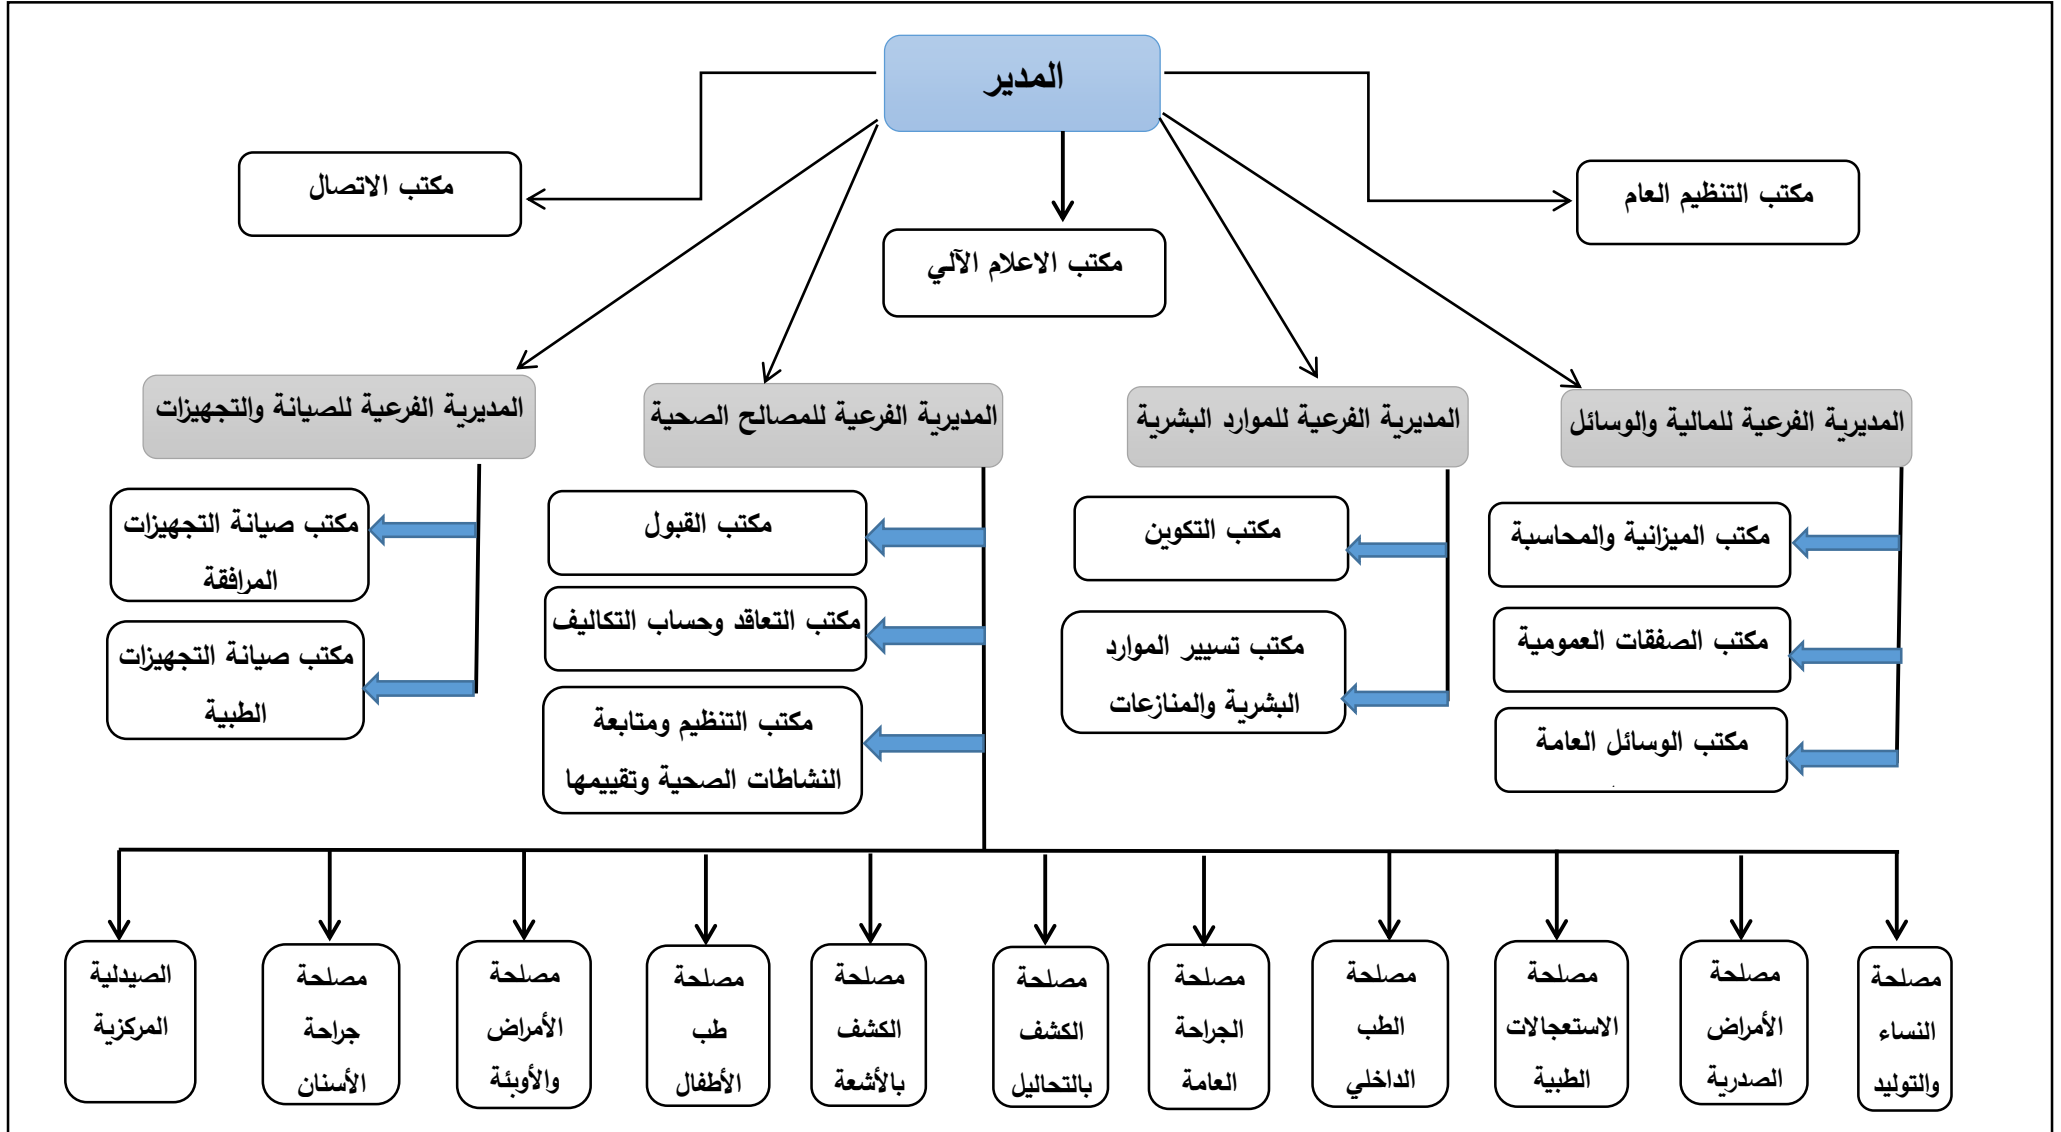 المدير
مكتب التنظيم العام
مكتب الاتصال
مكتب الاعلام الآلي
المديرية الفرعية للمالية والوسائل
المديرية الفرعية للموارد البشرية
المديرية الفرعية للمصالح الصحية
المديرية الفرعية للصيانة والتجهيزات
مكتب الميزانية والمحاسبة
مكتب الصفقات العمومية
مكتب الوسائل العامة
مكتب التكوين
مكتب تسيير الموارد
البشرية والمنازعات
مكتب القبول
مكتب التعاقد وحساب التكاليف
مكتب التنظيم ومتابعة
النشاطات الصحية وتقييمها
مكتب صيانة التجهيزات
المرافقة
مكتب صيانة التجهيزات
الطبية
مصلحة
النساء
والتوليد
مصلحة
الأمراض
الصدرية
مصلحة
الاستعجالات
الطبية
مصلحة
الطب
الداخلي
مصلحة
الجراحة
العامة
مصلحة
الكشف
بالتحاليل
مصلحة
الكشف
بالأشعة
مصلحة
طب
الأطفال
مصلحة
الأمراض
والأوبئة
مصلحة
جراحة
الأسنان
الصيدلية
المركزية